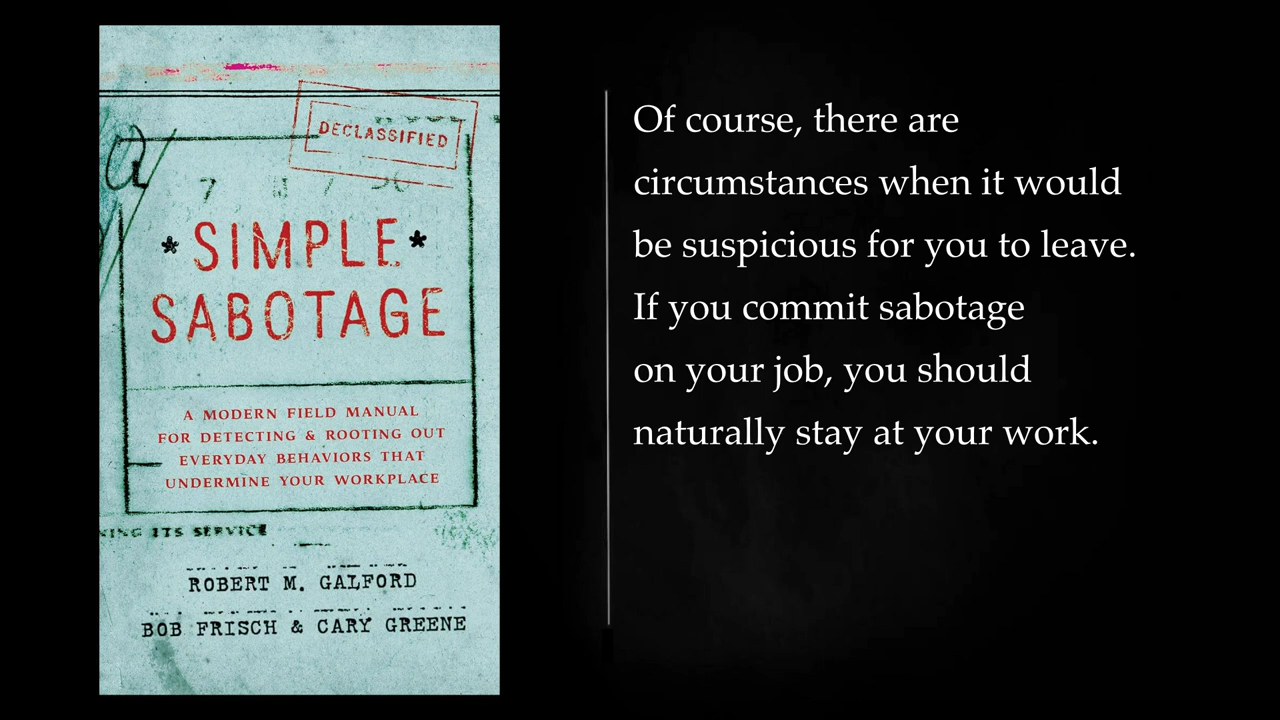 DECLASSIFIED
*SIMPLE*
SABOTAGE
A MODERN FIELD MANUAL
FOR DETECTING & ROOTING OUT
EVERYDAY BEHAVIORS THAT
UNDERMINE YOUR WORKPLACE
ITS SERVICE
ROBERT M. GALFORD
BOB FRISCH & CARY GREENE
Of course, there are
circumstances when it would
be suspicious for you to leave.
If you commit sabotage
on your job, you should
naturally stay at your work.